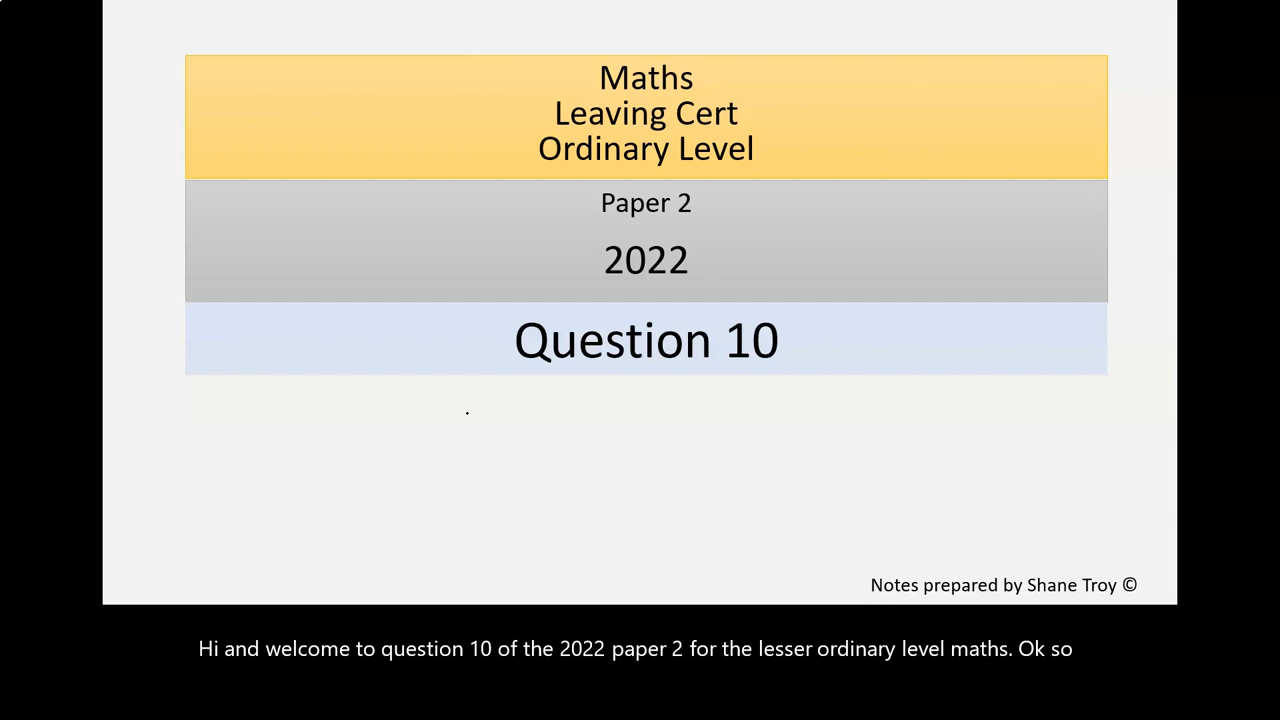 Maths
Leaving Cert
Ordinary Level
Paper 2
2022
Question 10
Notes prepared by Shane Troy ©
Hi and welcome to question 10 of the 2022 paper 2 for the lesser ordinary level maths. Ok so